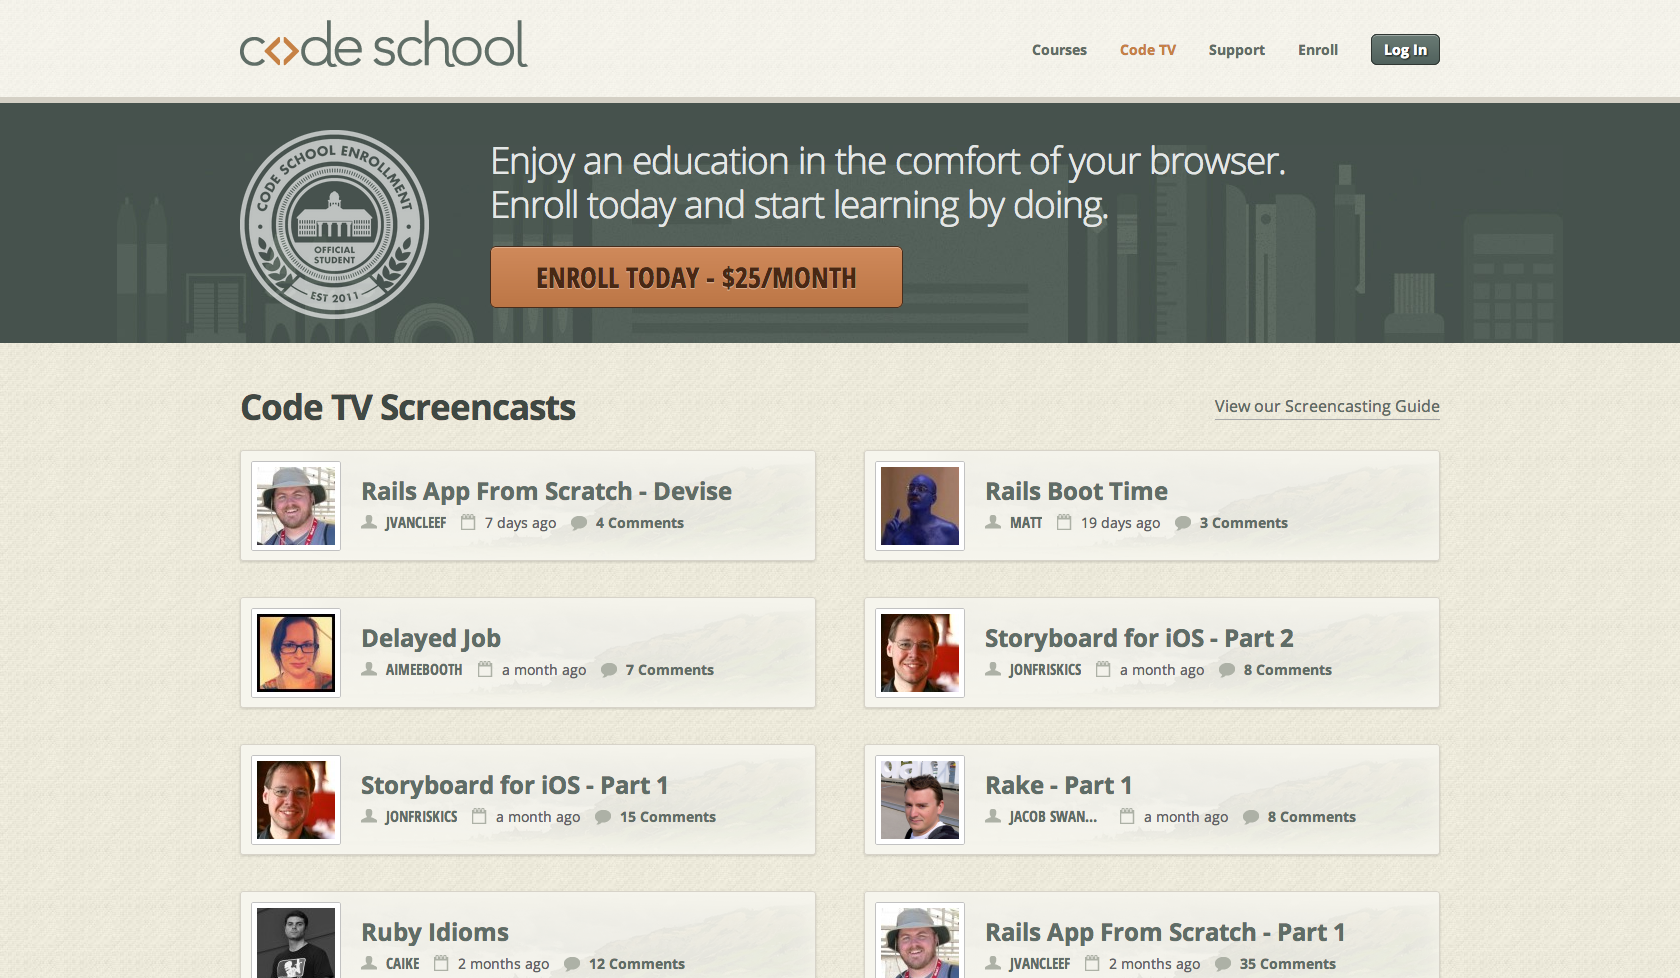 code school
Courses Code TV Support Enroll Log In
CODE SCHOOL ENROLLMENT
OFFICIAL
STUDENT
EST 2011
Enjoy an education in the comfort of your browser.
Enroll today and start learning by doing.
ENROLL TODAY - $25/MONTH
Code TV Screencasts
View our Screencasting Guide
Rails App From Scratch - Devise
JVANCLEEF 7 days ago 4 Comments
Rails Boot Time
MATT 19 days ago 3 Comments
Delayed Job
AIMEEBOOTH a month ago 7 Comments
Storyboard for iOS - Part 2
JONFRISKICS a month ago 8 Comments
Storyboard for iOS - Part 1
JONFRISKICS a month ago 15 Comments
Rake - Part 1
JACOB SWAN... a month ago 8 Comments
Ruby Idioms
CAIKE 2 months ago 12 Comments
Rails App From Scratch - Part 1
JVANCLEEF 2 months ago 35 Comments